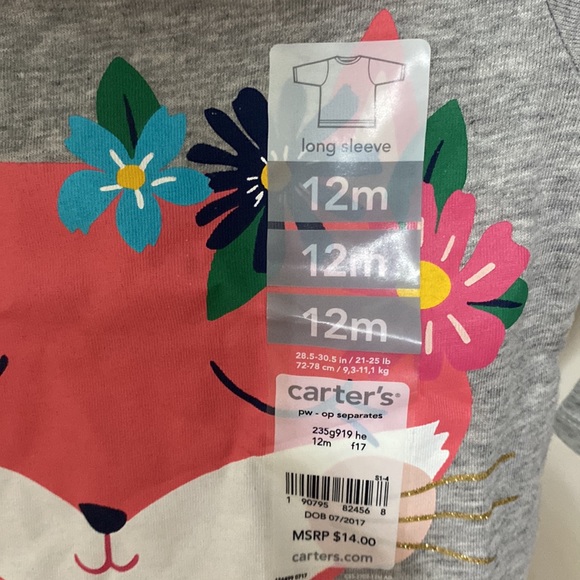 long sleeve
12m
12m
12m
28.5-30.5 in / 21-25 lb
72-78 cm / 9,3-11,1 kg
carter's®
pw - op separates
235g919 he
12m f17
S1-4
1 90795 82456 8
DOB 07/2017
MSRP $14.00
carters.com